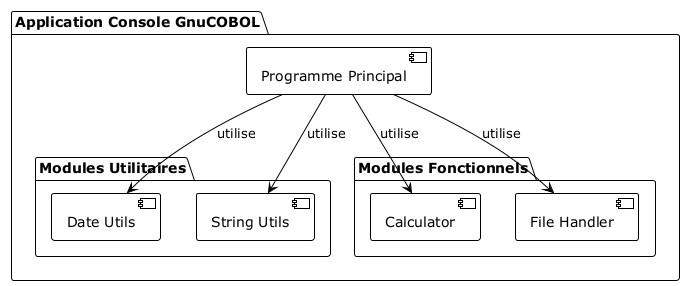 Application Console GnuCOBOL
Programme Principal
utilise
utilise
utilise
utilise
Modules Utilitaires
Modules Fonctionnels
Date Utils
String Utils
Calculator
File Handler